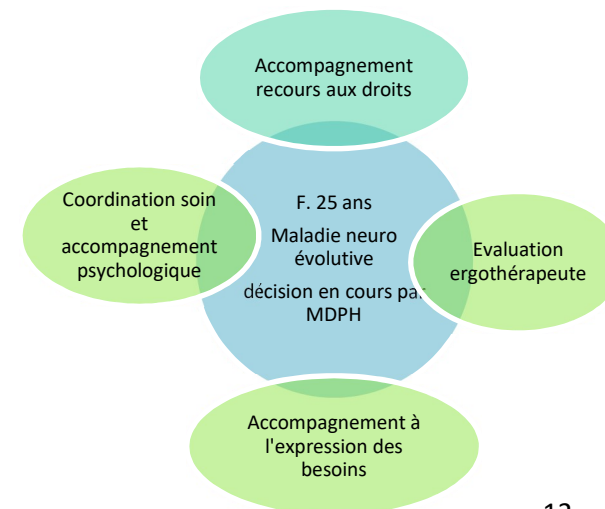 Accompagnement
recours aux droits
Coordination soin
et
accompagnement
psychologique
F. 25 ans
Maladie neuro
évolutive
décision en cours par
MDPH
Evaluation
ergothérapeute
Accompagnement à
l'expression des
besoins